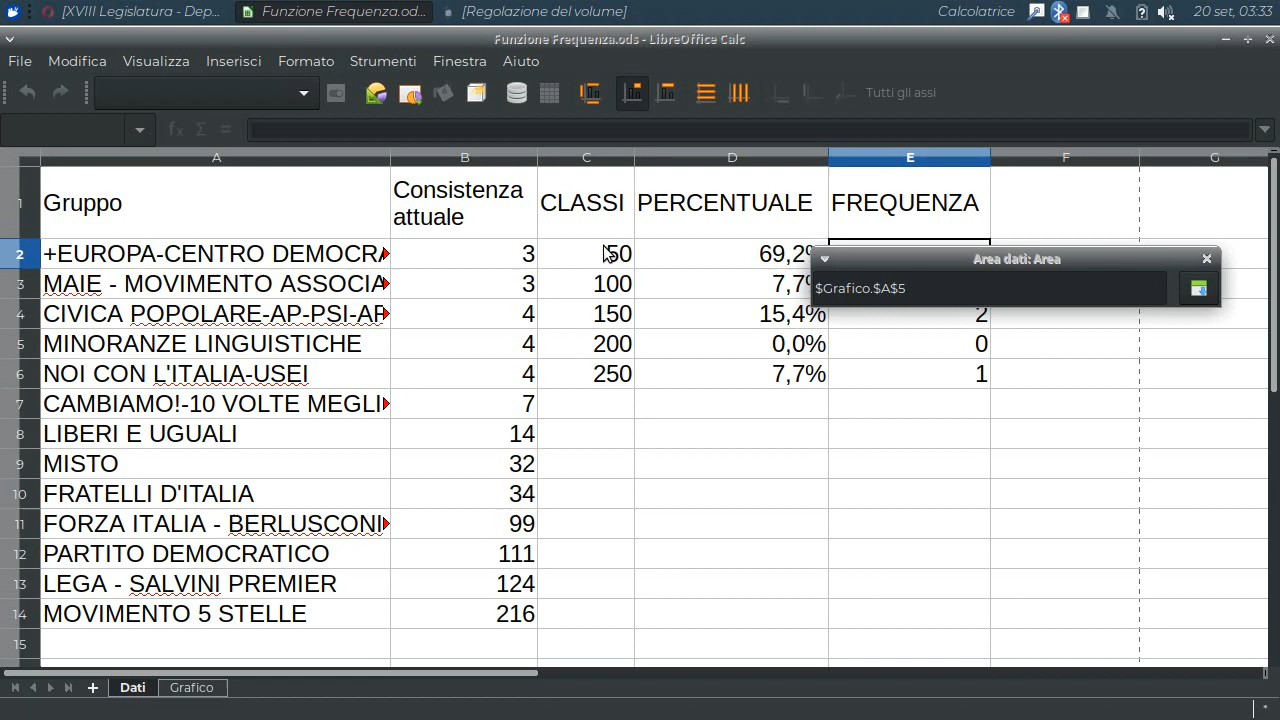 [XVIII Legislatura - Dep... Funzione Frequenza.od... [Regolazione del volume] Calcolatrice 20 set, 03:33
Funzione Frequenza.ods - LibreOffice Calc
File Modifica Visualizza Inserisci Formato Strumenti Finestra Aiuto
Tutti gli assi
A B C D E F G
1 Gruppo Consistenza attuale CLASSI PERCENTUALE FREQUENZA
2 +EUROPA-CENTRO DEMOCRA 3 50 69,2%
3 MAIE - MOVIMENTO ASSOCIA 3 100 7,7%
4 CIVICA POPOLARE-AP-PSI-AF 4 150 15,4% 2
5 MINORANZE LINGUISTICHE 4 200 0,0% 0
6 NOI CON L'ITALIA-USEI 4 250 7,7% 1
7 CAMBIAMO!-10 VOLTE MEGLI 7
8 LIBERI E UGUALI 14
9 MISTO 32
10 FRATELLI D'ITALIA 34
11 FORZA ITALIA - BERLUSCONI 99
12 PARTITO DEMOCRATICO 111
13 LEGA - SALVINI PREMIER 124
14 MOVIMENTO 5 STELLE 216
15
Area dati: Area
$Grafico.$A$5
Dati Grafico